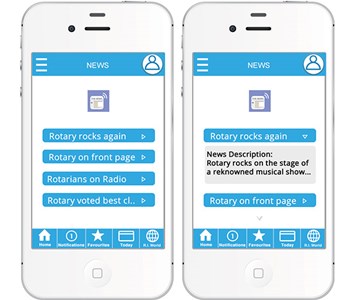 NEWS
Rotary rocks again
Rotary on front page
Rotarians on Radio
Rotary voted best cl..
Home
Notifications
Favourites
Today
R.I. World
NEWS
Rotary rocks again
News Description:
Rotary rocks on the stage of
a reknowned musical show...
Rotary on front page
Home
Notifications
Favourites
Today
R.I. World